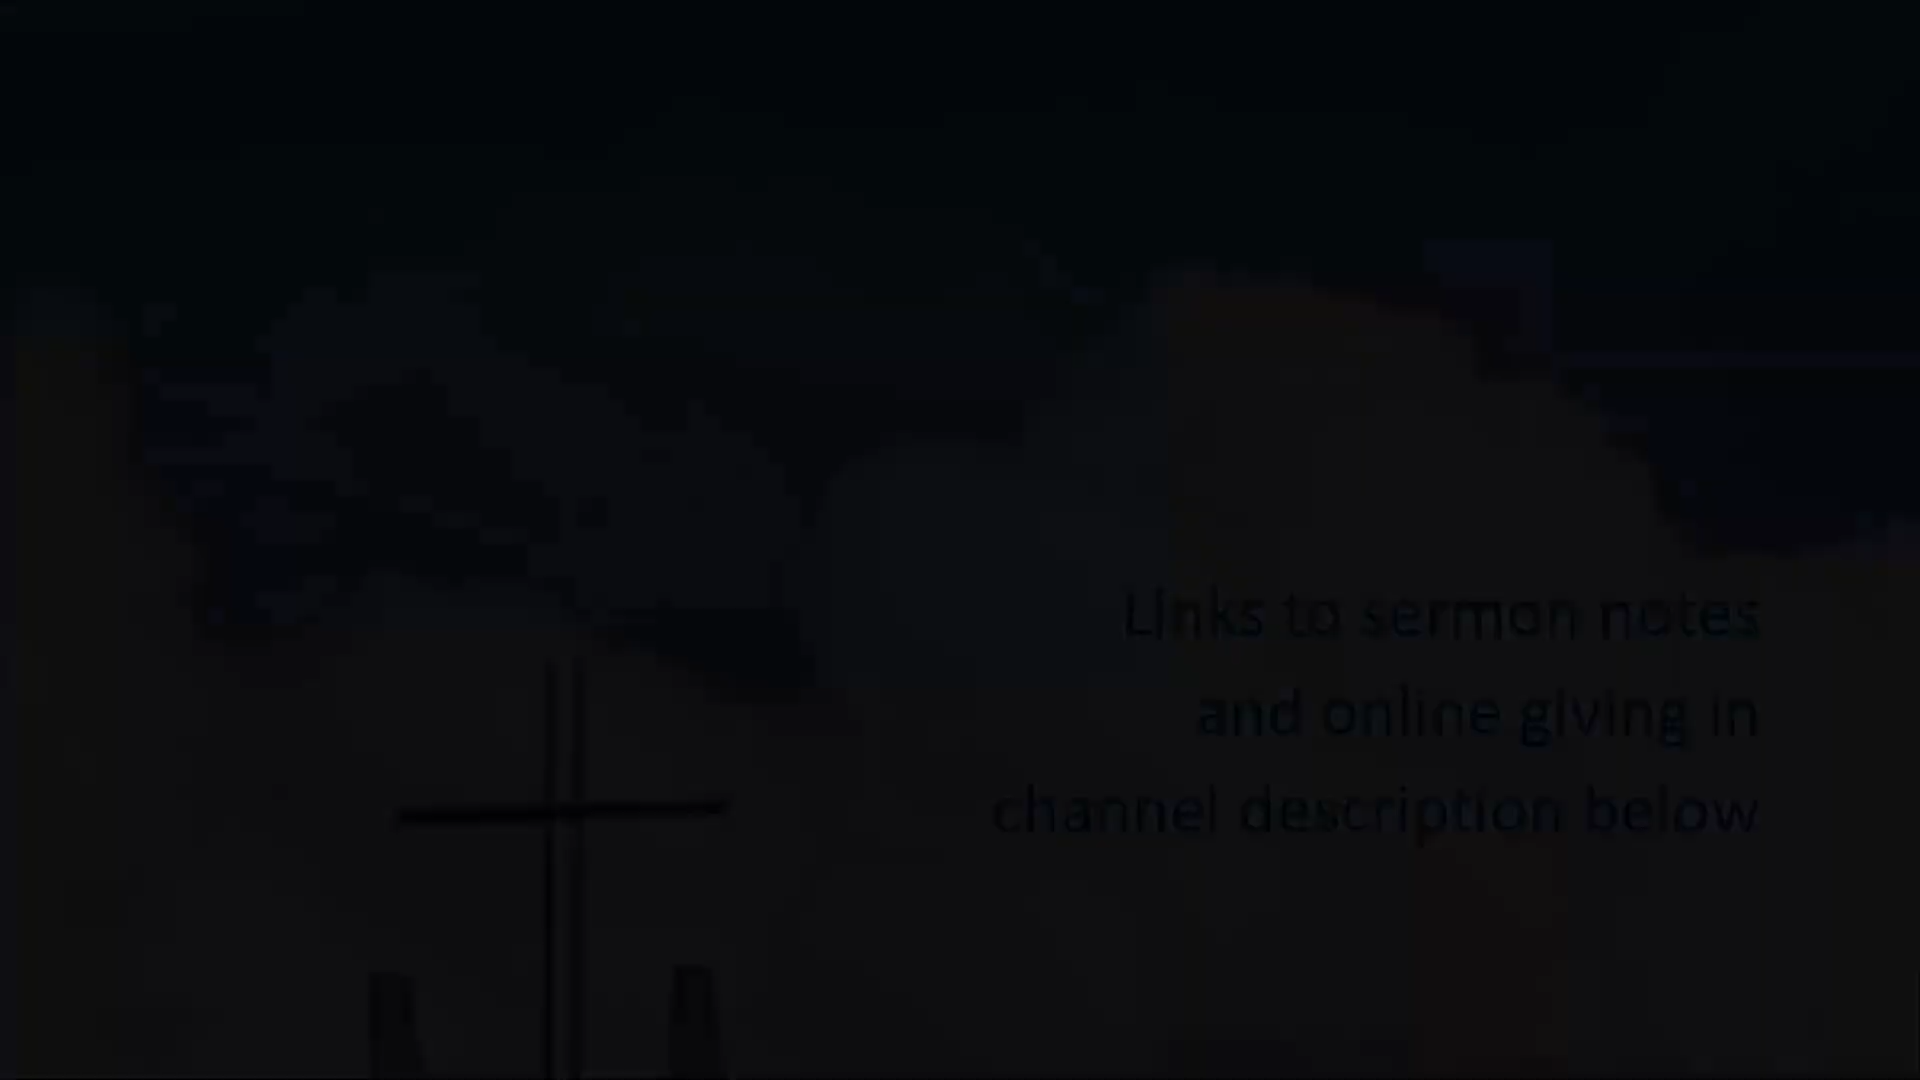 Links to sermon notes
and online giving in
channel description below